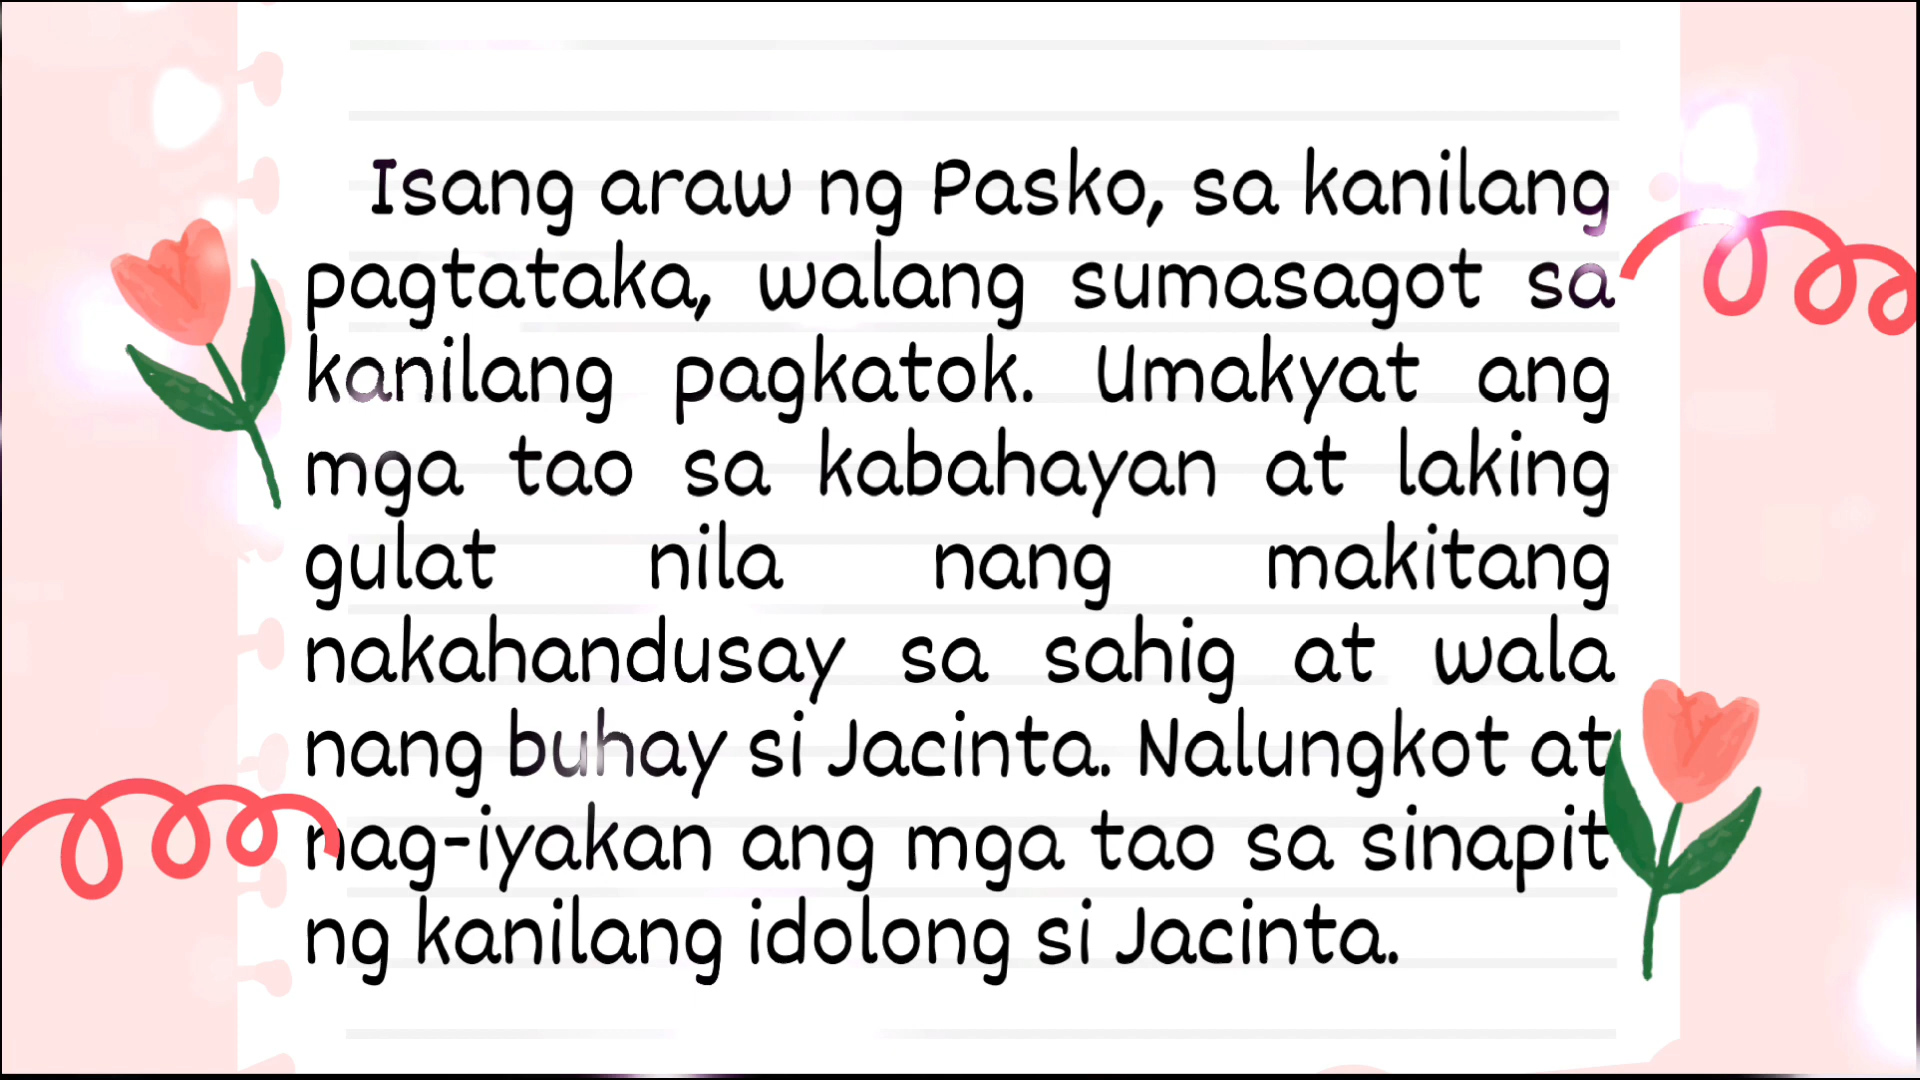 Isang araw ng Pasko, sa kanilang
pagtataka, walang sumasagot sa
kanilang pagkatok. Umakyat ang
mga tao sa kabahayan at laking
gulat nila nang makitang
nakahandusay sa sahig at wala
nang buhay si Jacinta. Nalungkot at
nag-iyakan ang mga tao sa sinapit
ng kanilang idolong si Jacinta.